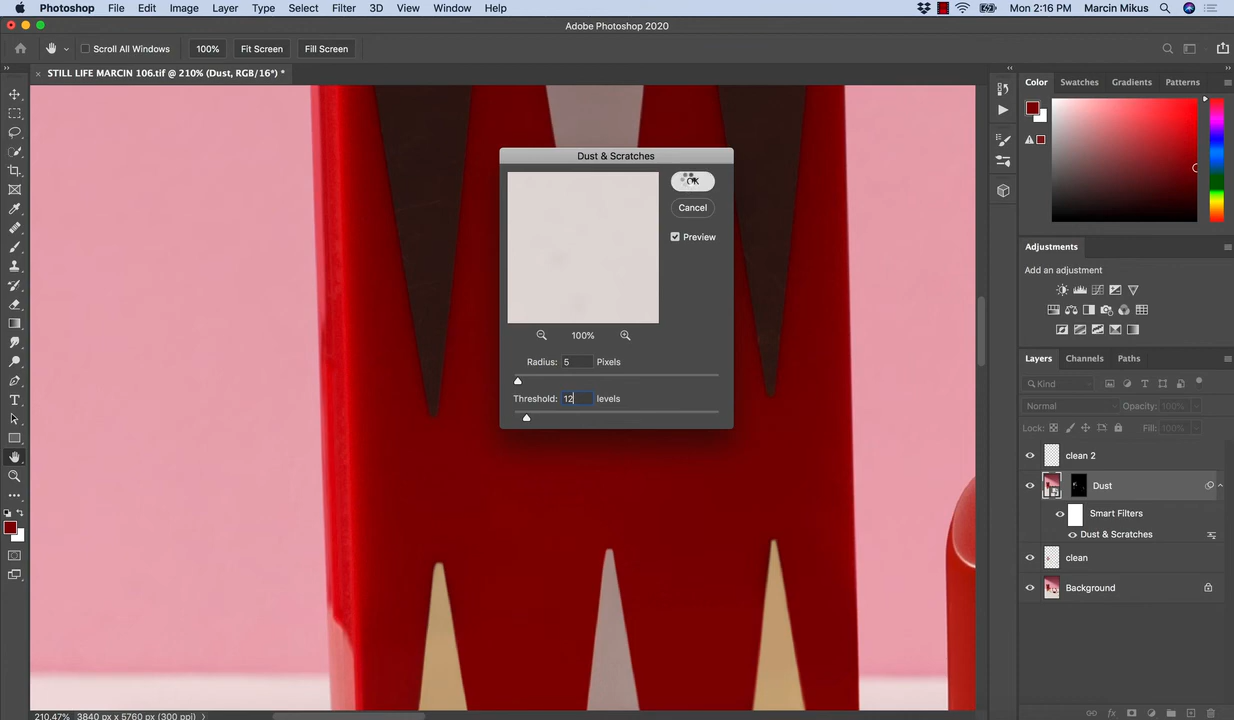 Photoshop File Edit Image Layer Type Select Filter 3D View Window Help Mon 2:16 PM Marcin Mikus
Adobe Photoshop 2020
Scroll All Windows 100% Fit Screen Fill Screen
× STILL LIFE MARCIN 106.tif @ 210% (Dust, RGB/16*) *
Color Swatches Gradients Patterns
Dust & Scratches
OK
Cancel
Preview
100%
Radius: 5 Pixels
Threshold: 12 levels
Adjustments
Add an adjustment
Layers Channels Paths
Kind
Normal Opacity: 100%
Lock: Fill: 100%
clean 2
Dust
Smart Filters
Dust & Scratches
clean
Background
210.47% 3840 px x 5760 px (300 ppi)